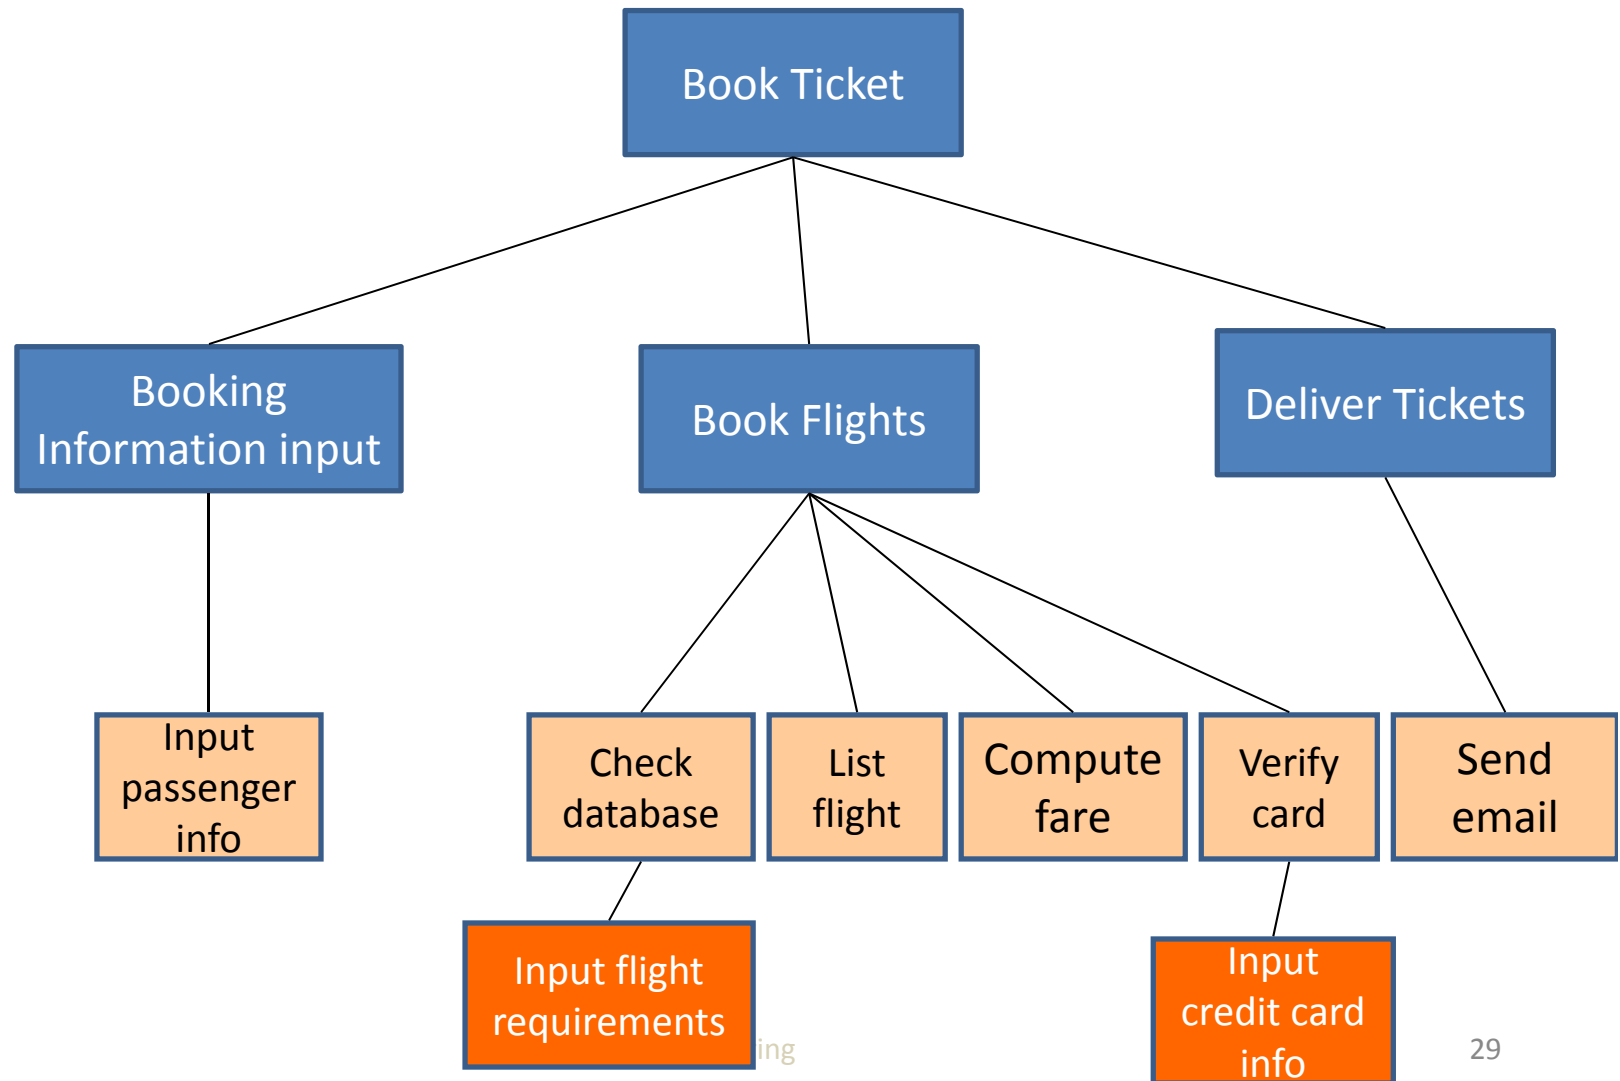 Book Ticket
Booking
Information input
Book Flights
Deliver Tickets
Input
passenger
info
Check
database
List
flight
Compute
fare
Verify
card
Send
email
Input flight
requirements
Input
credit card
info
ing
29